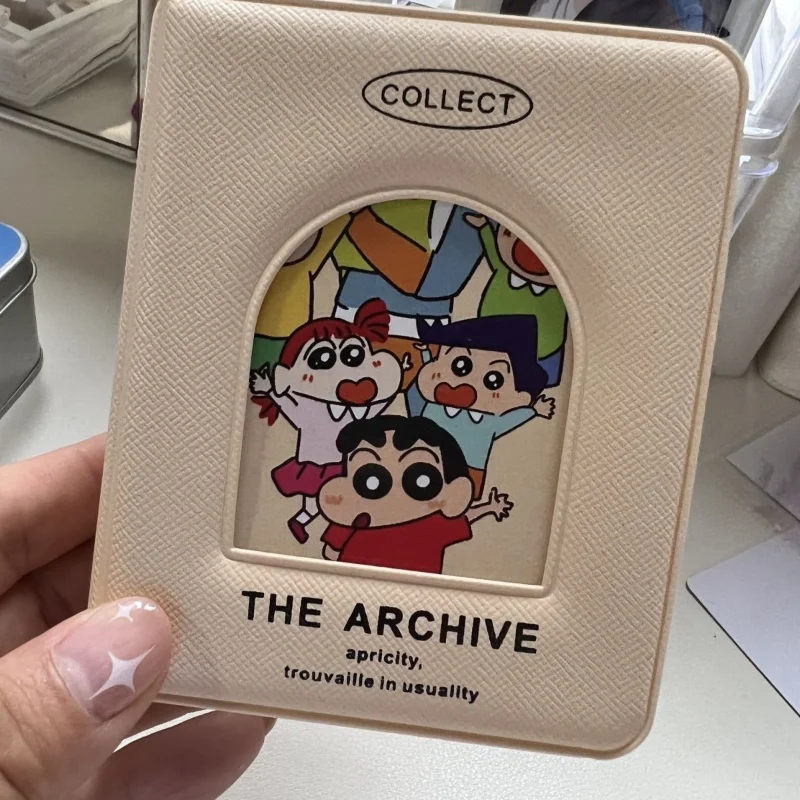 COLLECT
THE ARCHIVE
apricity,
trouvaille in usuality